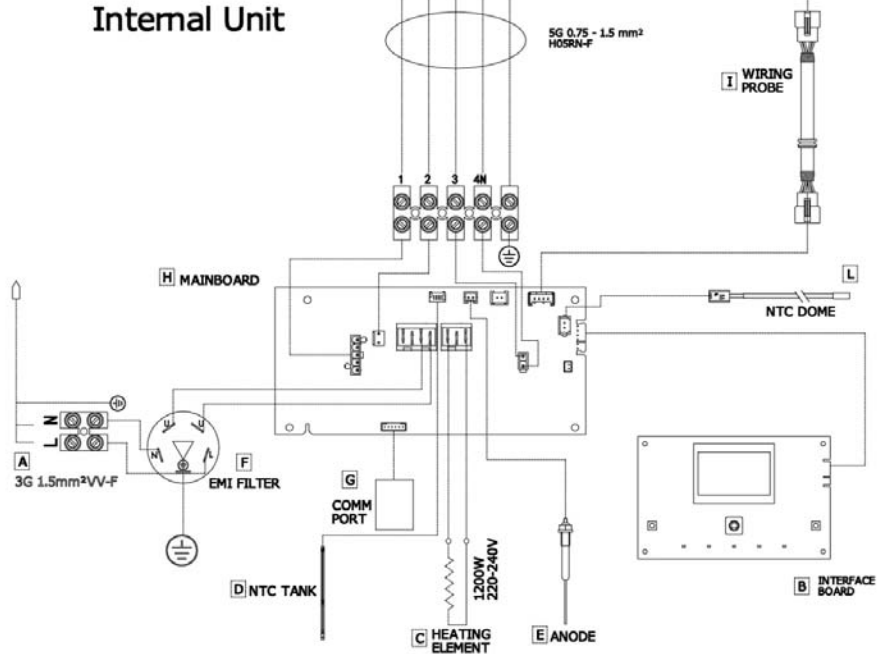 Internal Unit
5G 0.75 - 1.5 mm²
H05RN-F
I WIRING
PROBE
1 2 3 4N
H MAINBOARD
L
NTC DOME
N
L
A
3G 1.5mm²VV-F
N
L
F
EMI FILTER
G
COMM
PORT
D NTC TANK
1200W
220-240V
C HEATING
ELEMENT
E ANODE
B INTERFACE
BOARD